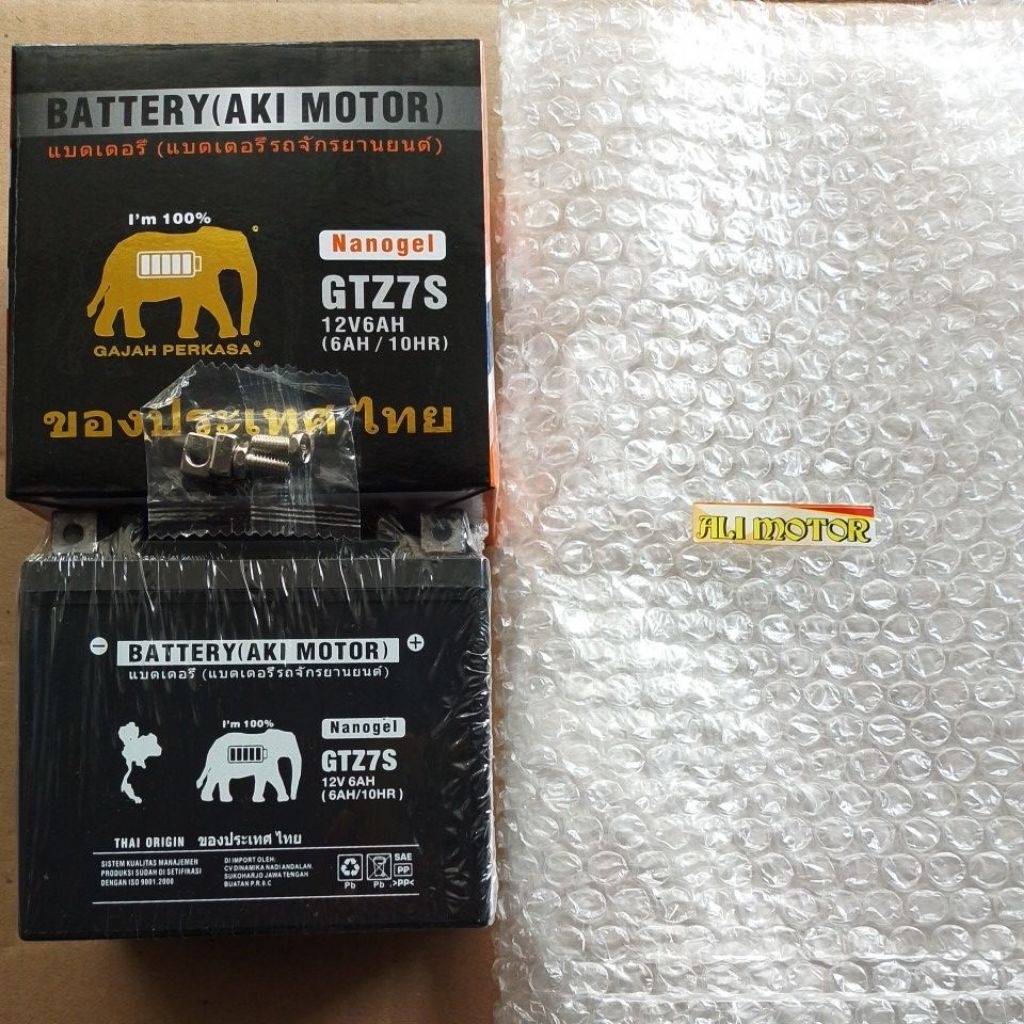 BATTERY(AKI MOTOR)
แบตเตอรี่ (แบตเตอรี่รถจักรยานยนต์)
I'm 100%
GAJAH PERKASA®
Nanogel
GTZ7S
12V6AH
(6AH / 10HR)
ของประเทศ ไทย
ALI MOTOR
BATTERY(AKI MOTOR)
แบตเตอรี่ (แบตเตอรี่รถจักรยานยนต์)
I'm 100%
Nanogel
GTZ7S
12V 6AH
(6AH/10HR)
THAI ORIGIN ของประเทศ ไทย
SISTEM KUALITAS MANAJEMEN
PRODUKSI SUDAH DI SETIFIRASI
DENGAN ISO 9001.2000
DI IMPORT OLEH:
CV DINAMIKA NADI ANDALAN.
SUKOHARJO JAWA TENGAH
BUATAN P.R.C
Pb
Pb
SAE
PP
.>PP<